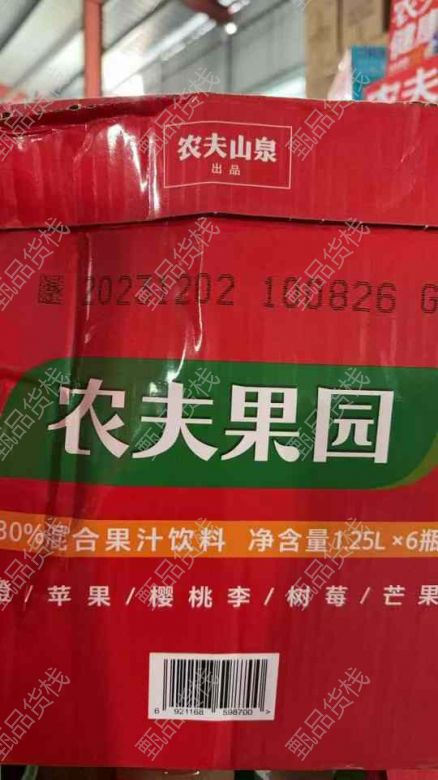 农夫山泉
出品
20231202 100826 G
农夫果园
30%混合果汁饮料 净含量1.25L×6瓶
橙/苹果/樱桃李/树莓/芒果
6 921168 598700 >
甄品货栈